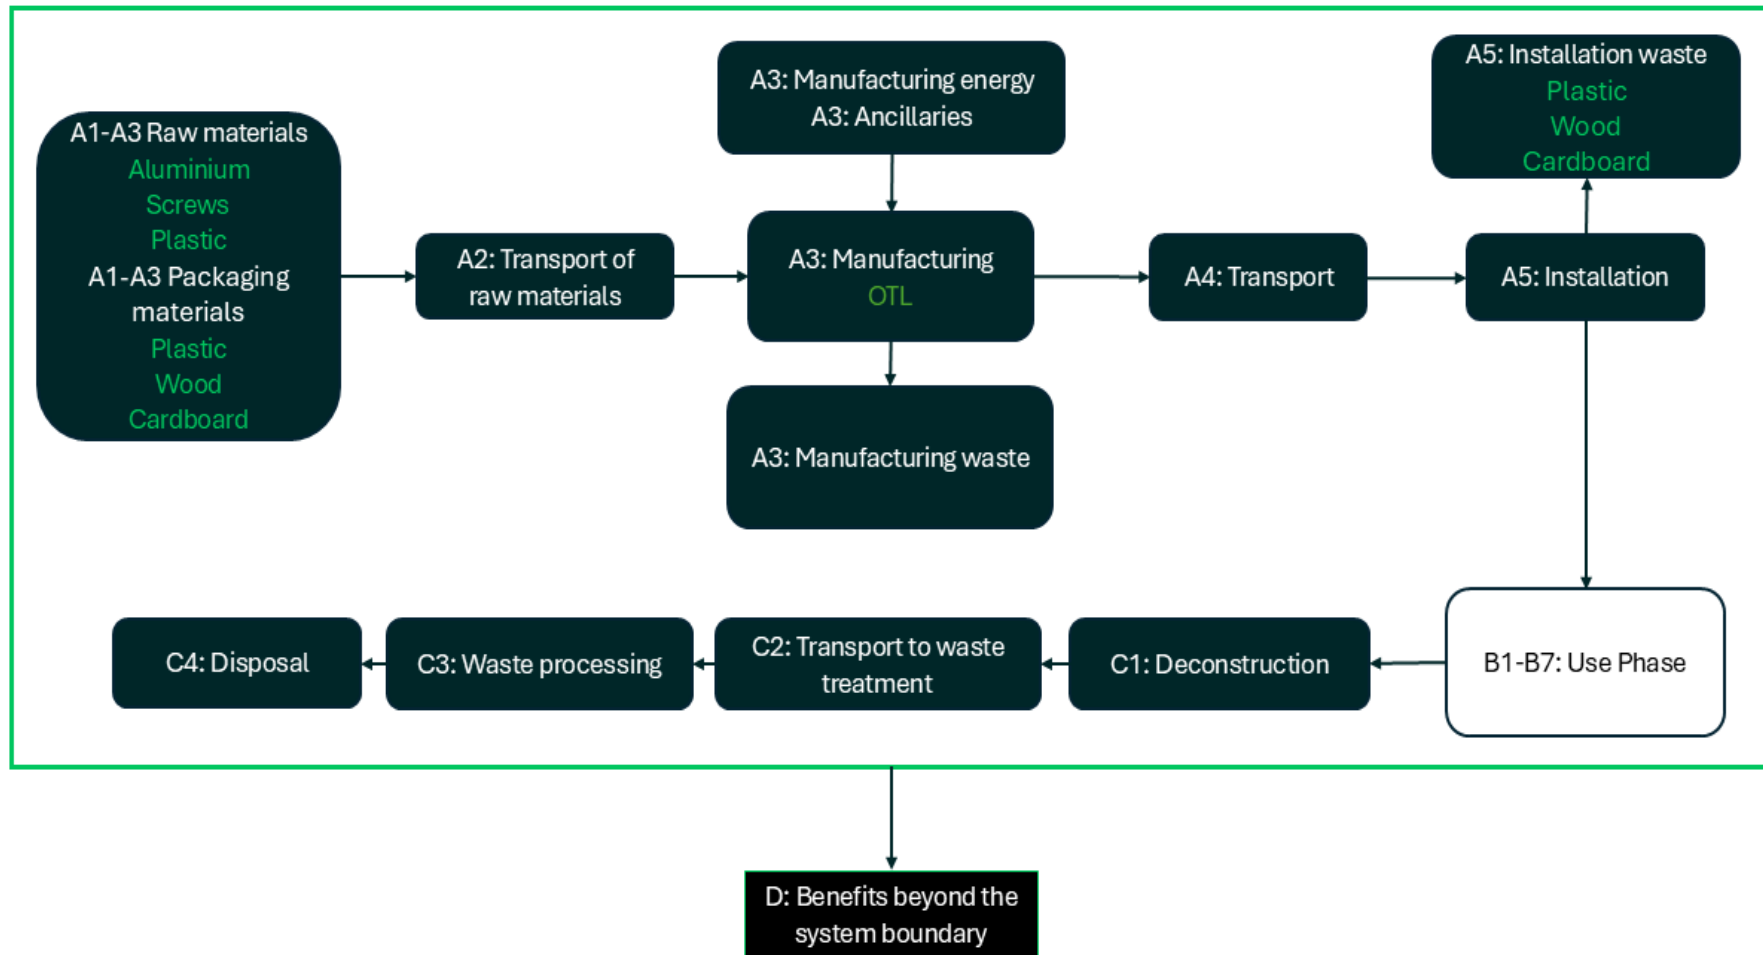 A1-A3 Raw materials
Aluminium
Screws
Plastic
A1-A3 Packaging
materials
Plastic
Wood
Cardboard
A2: Transport of
raw materials
A3: Manufacturing energy
A3: Ancillaries
A3: Manufacturing
OTL
A3: Manufacturing waste
A4: Transport
A5: Installation
A5: Installation waste
Plastic
Wood
Cardboard
B1-B7: Use Phase
C1: Deconstruction
C2: Transport to waste
treatment
C3: Waste processing
C4: Disposal
D: Benefits beyond the
system boundary